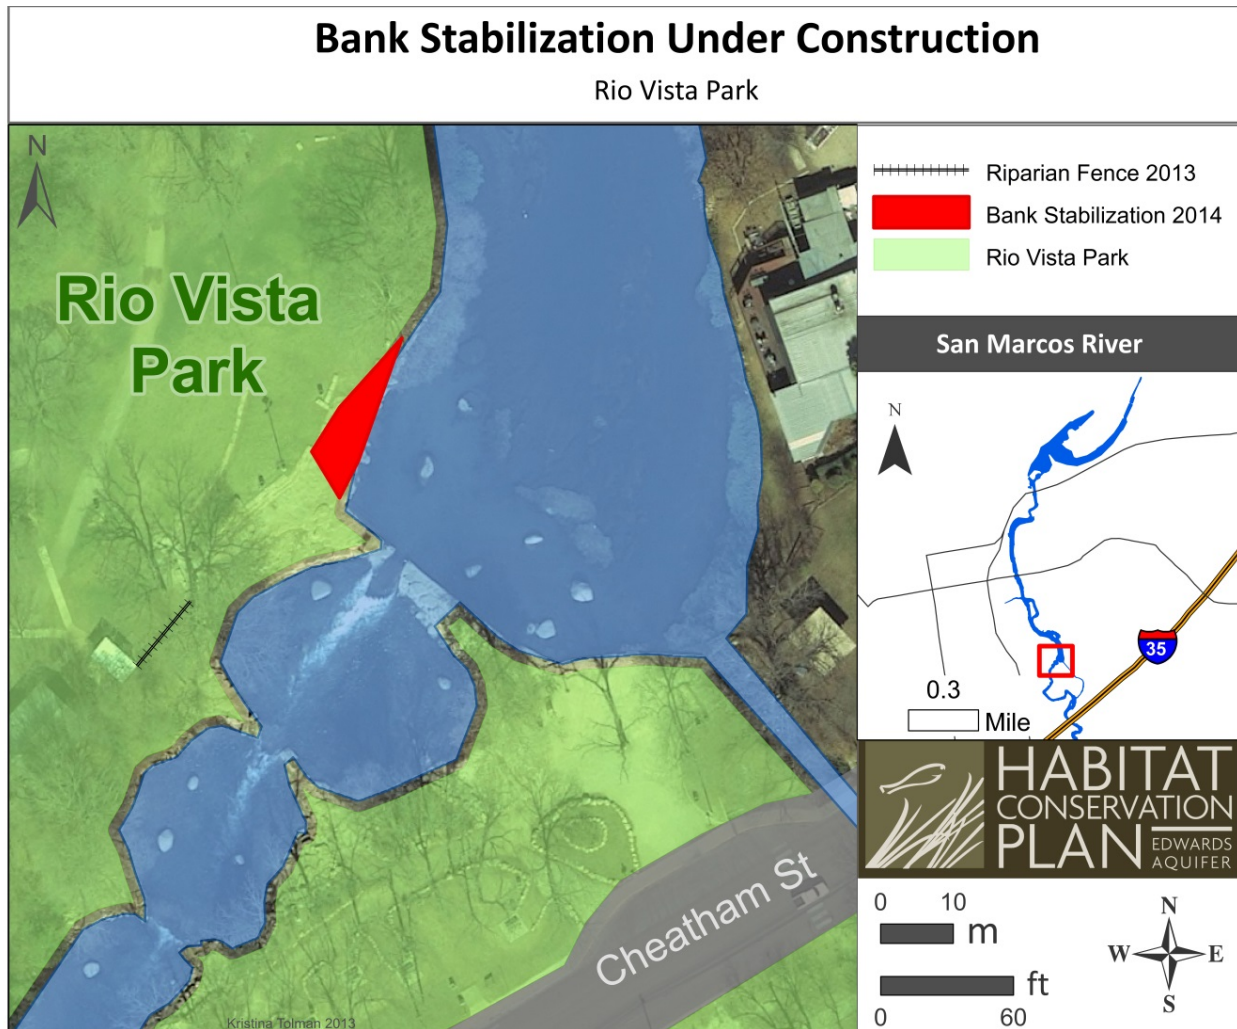 Bank Stabilization Under Construction
Rio Vista Park
N
Rio Vista
Park
Cheatham St
Kristina Tolman 2013
Riparian Fence 2013
Bank Stabilization 2014
Rio Vista Park
San Marcos River
N
35
0.3
Mile
HABITAT
CONSERVATION
PLAN
EDWARDS
AQUIFER
0 10
m
ft
0 60
N
W E
S